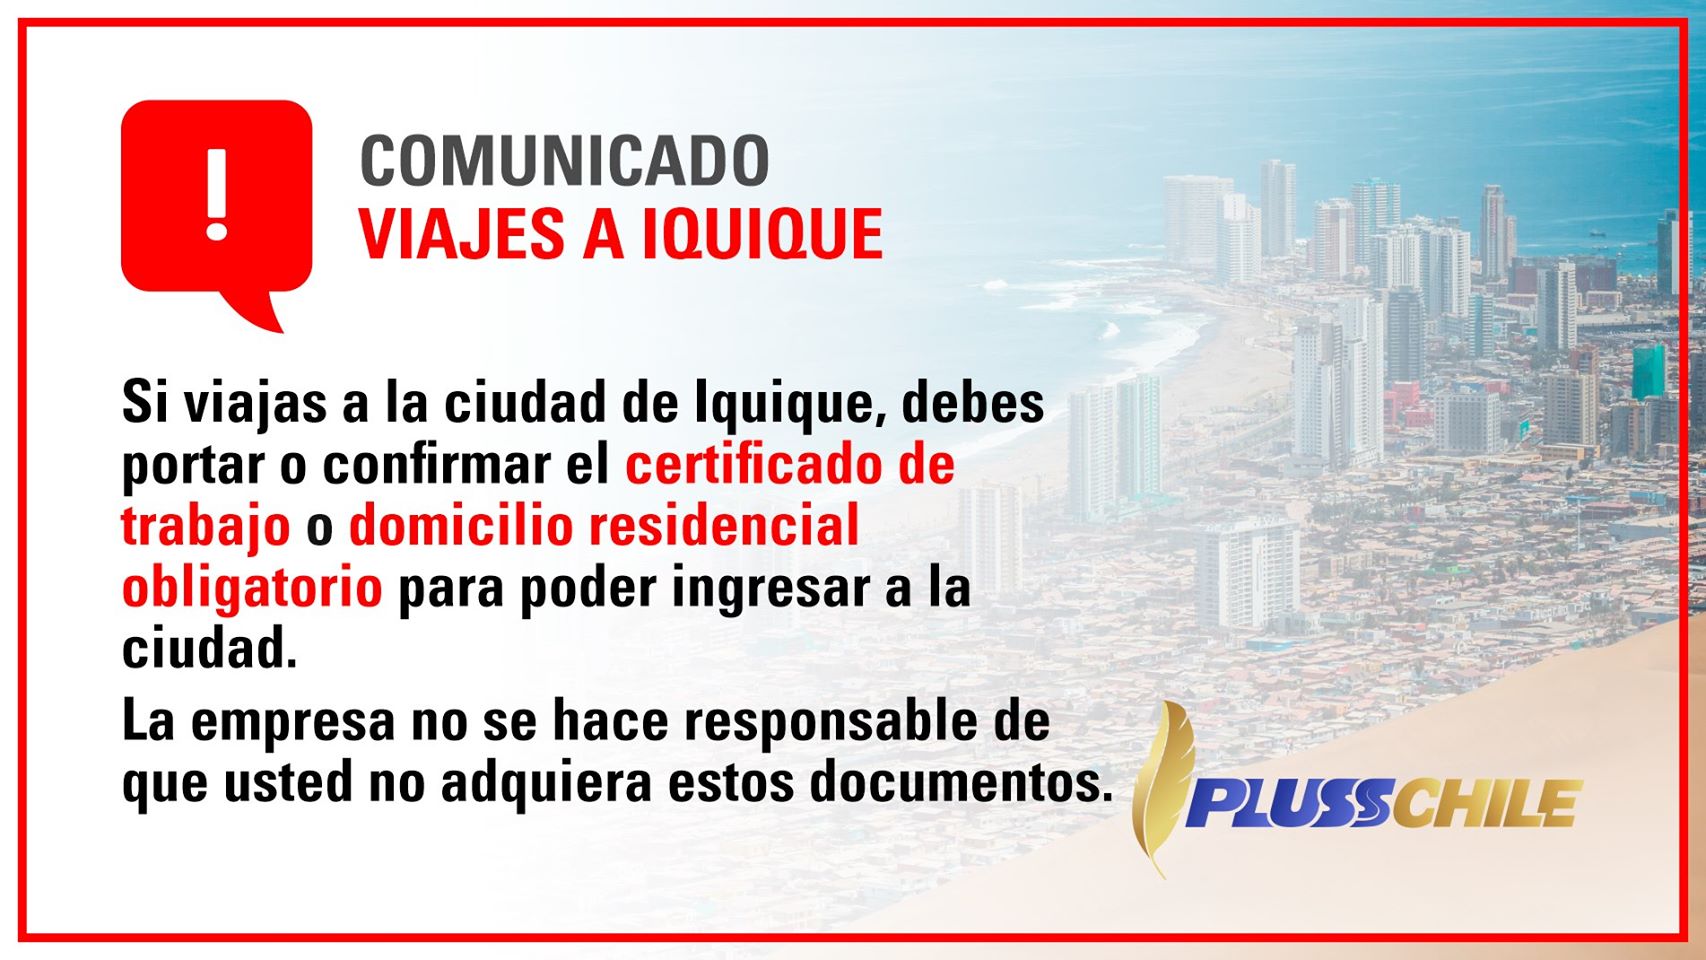 !
COMUNICADO
VIAJES A IQUIQUE
Si viajas a la ciudad de Iquique, debes
portar o confirmar el certificado de
trabajo o domicilio residencial
obligatorio para poder ingresar a la
ciudad.
La empresa no se hace responsable de
que usted no adquiera estos documentos.
PLUSSCHILE